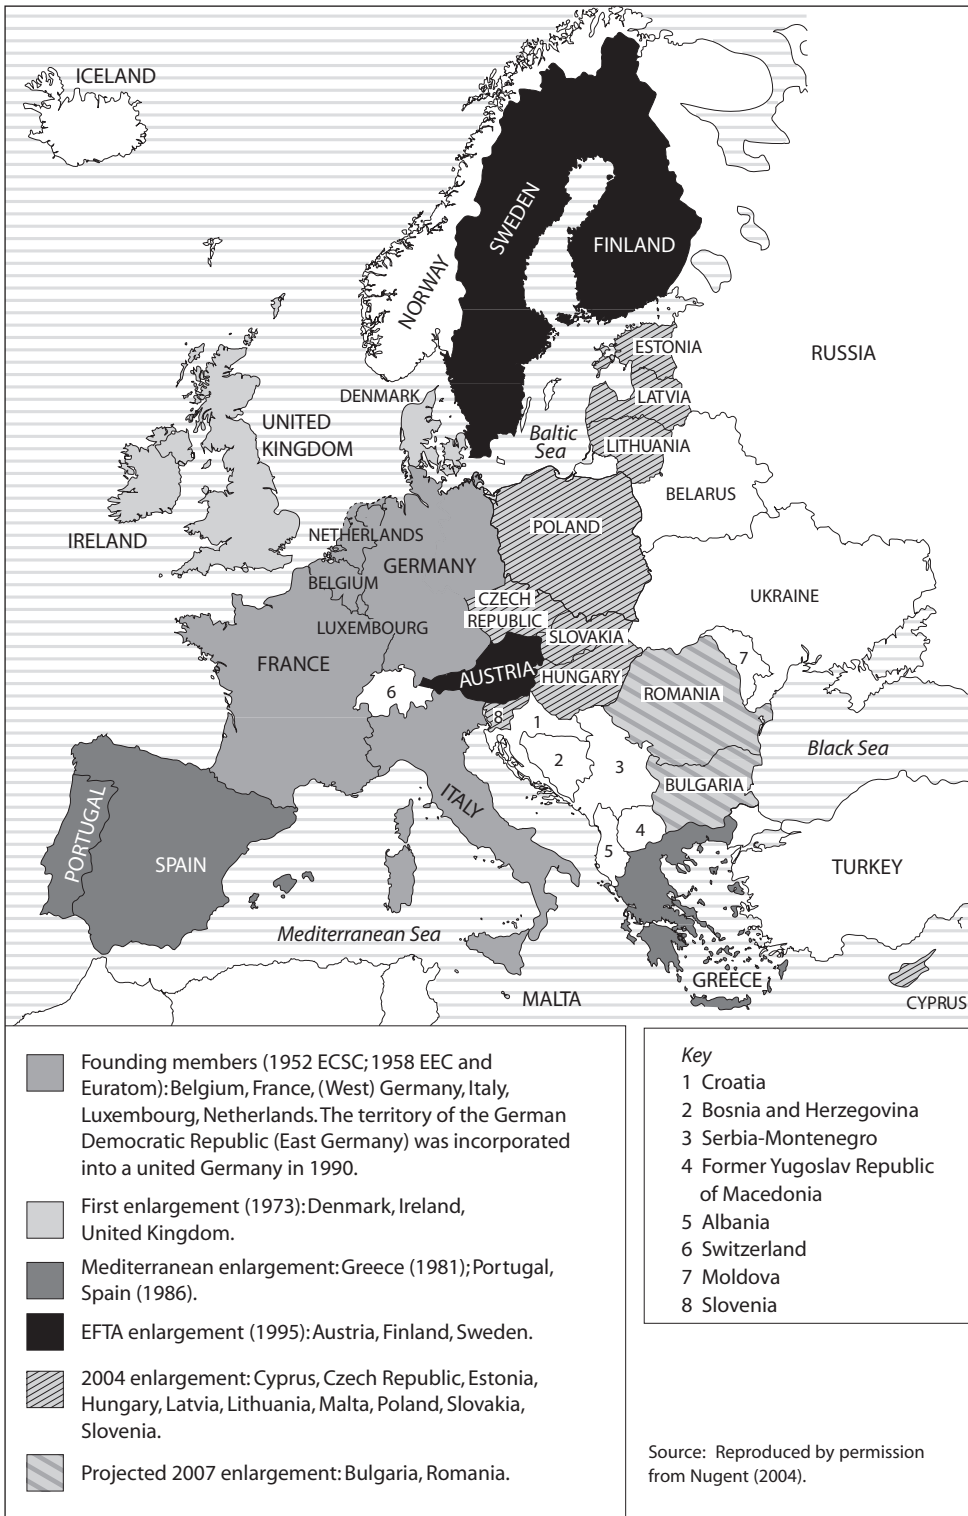 ICELAND
SWEDEN
FINLAND
NORWAY
RUSSIA
ESTONIA
DENMARK
LATVIA
UNITED
KINGDOM
Baltic
Sea
LITHUANIA
BELARUS
POLAND
IRELAND
NETHERLANDS
GERMANY
BELGIUM
CZECH
REPUBLIC
UKRAINE
LUXEMBOURG
SLOVAKIA
FRANCE
AUSTRIA
HUNGARY
7
6
ROMANIA
8
1
Black Sea
2
3
BULGARIA
ITALY
PORTUGAL
4
5
SPAIN
TURKEY
Mediterranean Sea
GREECE
MALTA
CYPRUS
Founding members (1952 ECSC; 1958 EEC and
Euratom): Belgium, France, (West) Germany, Italy,
Luxembourg, Netherlands. The territory of the German
Democratic Republic (East Germany) was incorporated
into a united Germany in 1990.
First enlargement (1973): Denmark, Ireland,
United Kingdom.
Mediterranean enlargement: Greece (1981); Portugal,
Spain (1986).
EFTA enlargement (1995): Austria, Finland, Sweden.
2004 enlargement: Cyprus, Czech Republic, Estonia,
Hungary, Latvia, Lithuania, Malta, Poland, Slovakia,
Slovenia.
Projected 2007 enlargement: Bulgaria, Romania.
Key
1 Croatia
2 Bosnia and Herzegovina
3 Serbia-Montenegro
4 Former Yugoslav Republic
of Macedonia
5 Albania
6 Switzerland
7 Moldova
8 Slovenia
Source: Reproduced by permission
from Nugent (2004).